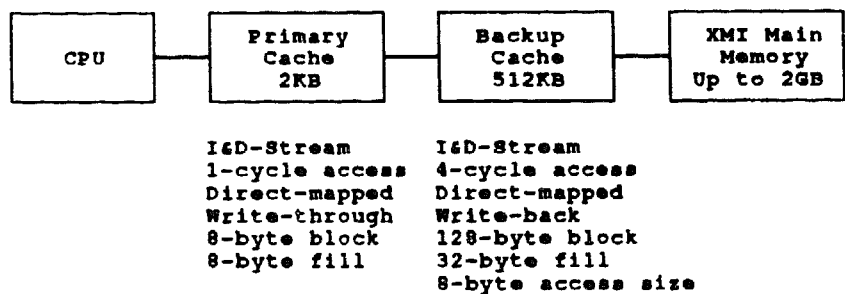 CPU
Primary
Cache
2KB
Backup
Cache
512KB
XMI Main
Memory
Up to 2GB
I&D-Stream
1-cycle access
Direct-mapped
Write-through
8-byte block
8-byte fill
I&D-Stream
4-cycle access
Direct-mapped
Write-back
128-byte block
32-byte fill
8-byte access size